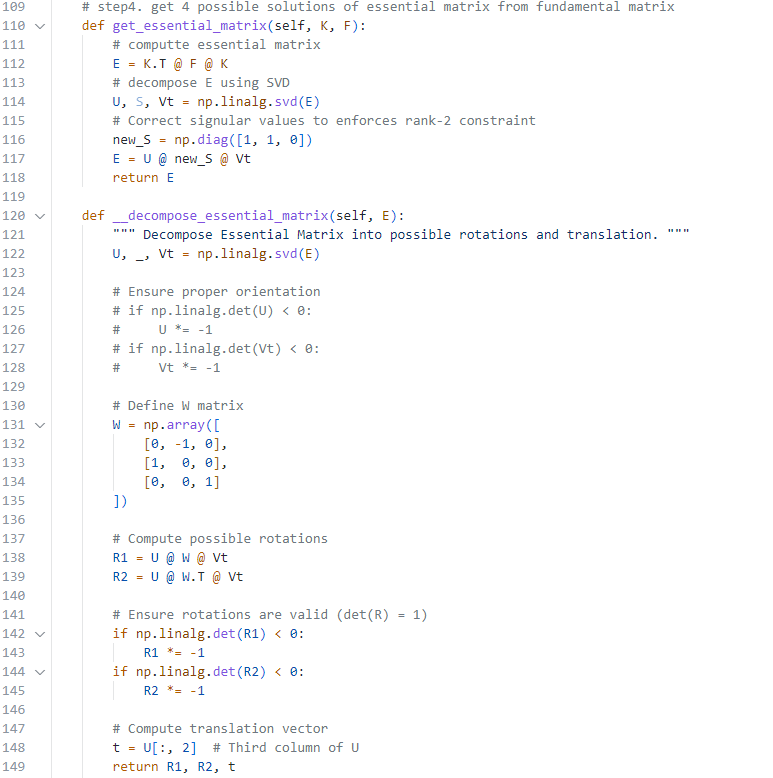 109 # step4. get 4 possible solutions of essential matrix from fundamental matrix
110 def get_essential_matrix(self, K, F):
111 # computte essential matrix
112 E = K.T @ F @ K
113 # decompose E using SVD
114 U, S, Vt = np.linalg.svd(E)
115 # Correct signular values to enforces rank-2 constraint
116 new_S = np.diag([1, 1, 0])
117 E = U @ new_S @ Vt
118 return E
119
120 def __decompose_essential_matrix(self, E):
121 """ Decompose Essential Matrix into possible rotations and translation. """
122 U, _, Vt = np.linalg.svd(E)
123
124 # Ensure proper orientation
125 # if np.linalg.det(U) < 0:
126 #     U *= -1
127 # if np.linalg.det(Vt) < 0:
128 #     Vt *= -1
129
130 # Define W matrix
131 W = np.array([
132 [0, -1, 0],
133 [1,  0, 0],
134 [0,  0, 1]
135 ])
136
137 # Compute possible rotations
138 R1 = U @ W @ Vt
139 R2 = U @ W.T @ Vt
140
141 # Ensure rotations are valid (det(R) = 1)
142 if np.linalg.det(R1) < 0:
143 R1 *= -1
144 if np.linalg.det(R2) < 0:
145 R2 *= -1
146
147 # Compute translation vector
148 t = U[:, 2]  # Third column of U
149 return R1, R2, t